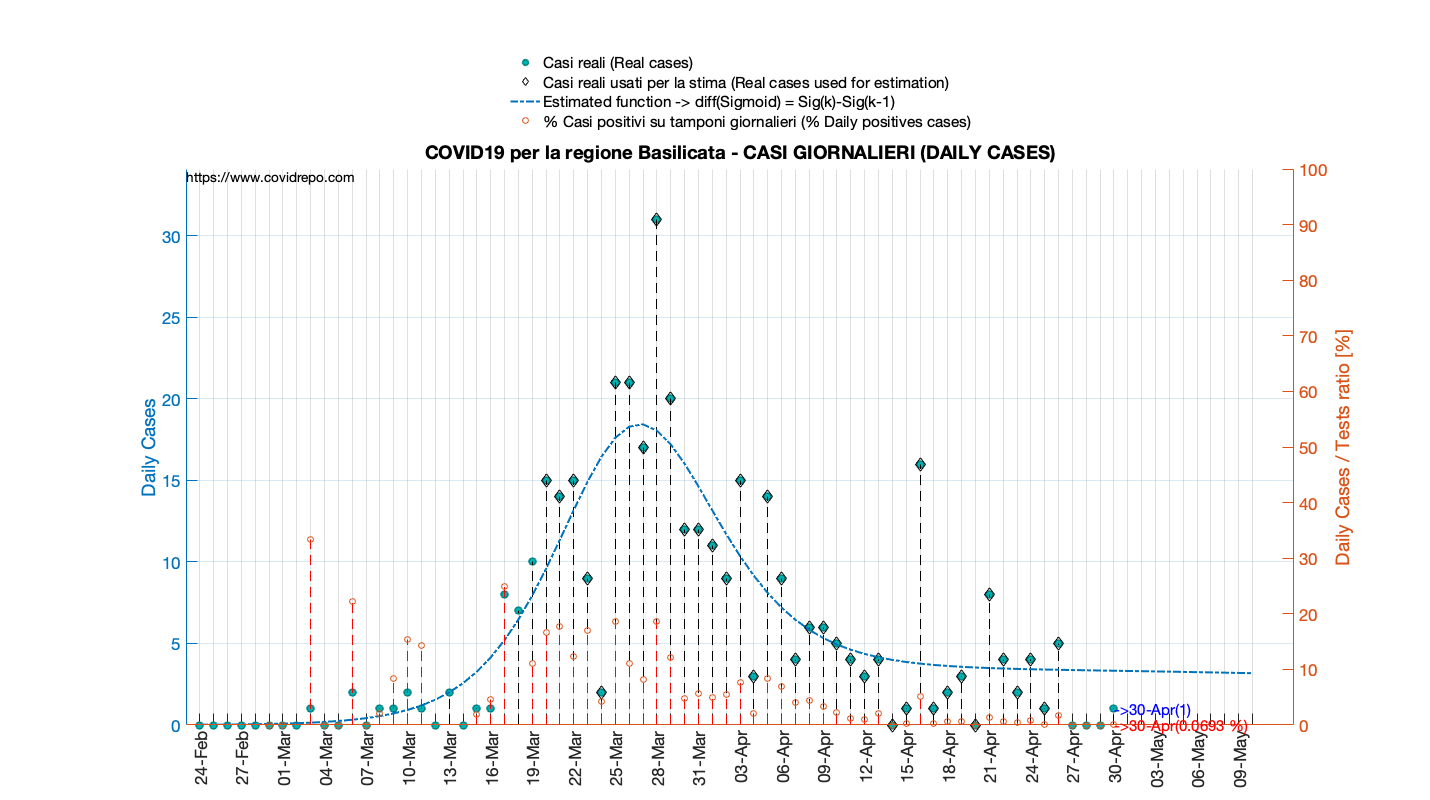 Casi reali (Real cases)
Casi reali usati per la stima (Real cases used for estimation)
Estimated function -> diff(Sigmoid) = Sig(k)-Sig(k-1)
% Casi positivi su tamponi giornalieri (% Daily positives cases)
COVID19 per la regione Basilicata - CASI GIORNALIERI (DAILY CASES)
https://www.covidrepo.com
Daily Cases
30
25
20
15
10
5
0
100
90
80
70
60
50
40
30
20
10
0
Daily Cases / Tests ratio [%]
->30-Apr(1)
->30-Apr(0.0693 %)
24-Feb
27-Feb
01-Mar
04-Mar
07-Mar
10-Mar
13-Mar
16-Mar
19-Mar
22-Mar
25-Mar
28-Mar
31-Mar
03-Apr
06-Apr
09-Apr
12-Apr
15-Apr
18-Apr
21-Apr
24-Apr
27-Apr
30-Apr
03-May
06-May
09-May